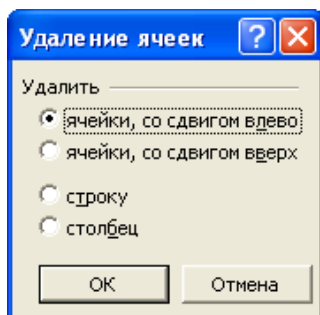 Удаление ячеек ?
Удалить
ячейки, со сдвигом влево
ячейки, со сдвигом вверх
строку
столбец
ОК Отмена